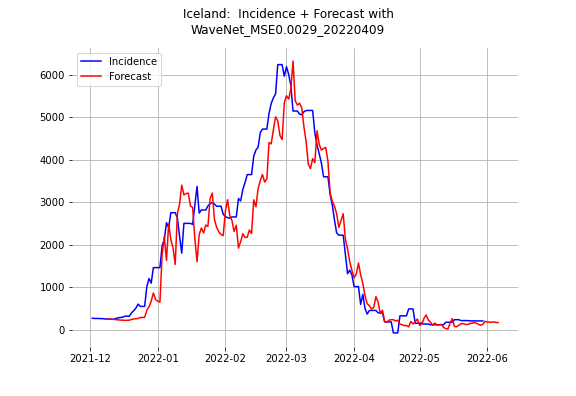 Iceland:  Incidence + Forecast with
WaveNet_MSE0.0029_20220409
Incidence
Forecast
6000
5000
4000
3000
2000
1000
0
2021-12 2022-01 2022-02 2022-03 2022-04 2022-05 2022-06